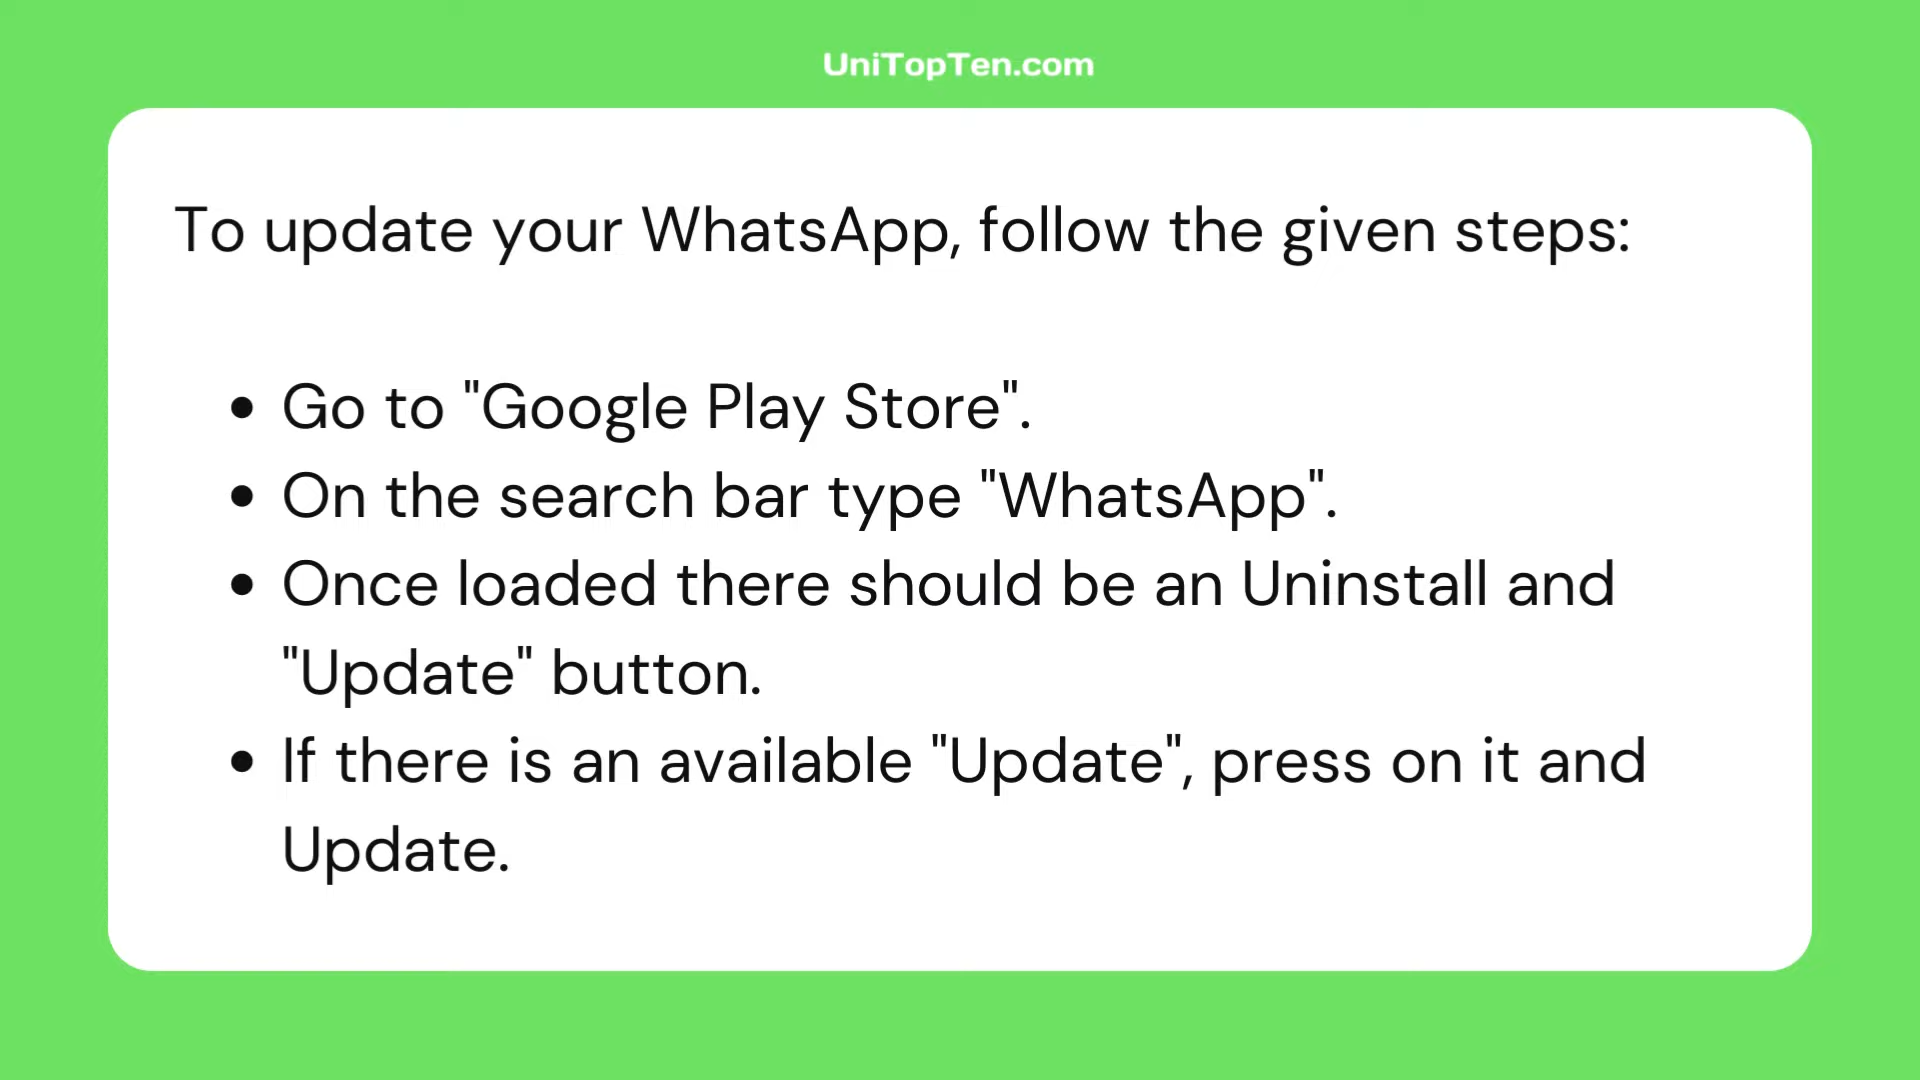 UniTopTen.com
To update your WhatsApp, follow the given steps:
• Go to "Google Play Store".
• On the search bar type "WhatsApp".
• Once loaded there should be an Uninstall and
"Update" button.
• If there is an available "Update", press on it and
Update.